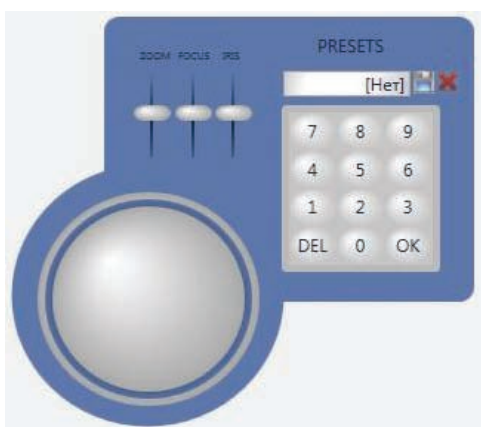 ZOOM FOCUS IRIS
PRESETS
[Нет]
7 8 9
4 5 6
1 2 3
DEL 0 OK